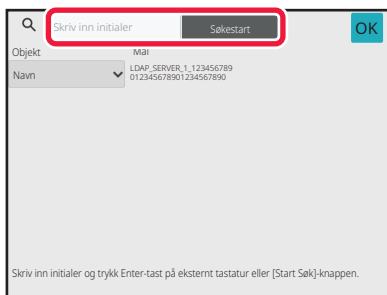 Skriv inn initialer
Søkestart
OK
Objekt
Mål
Navn
LDAP_SERVER_1_123456789
012345678901234567890
Skriv inn initialer og trykk Enter-tast på eksternt tastatur eller [Start Søk]-knappen.